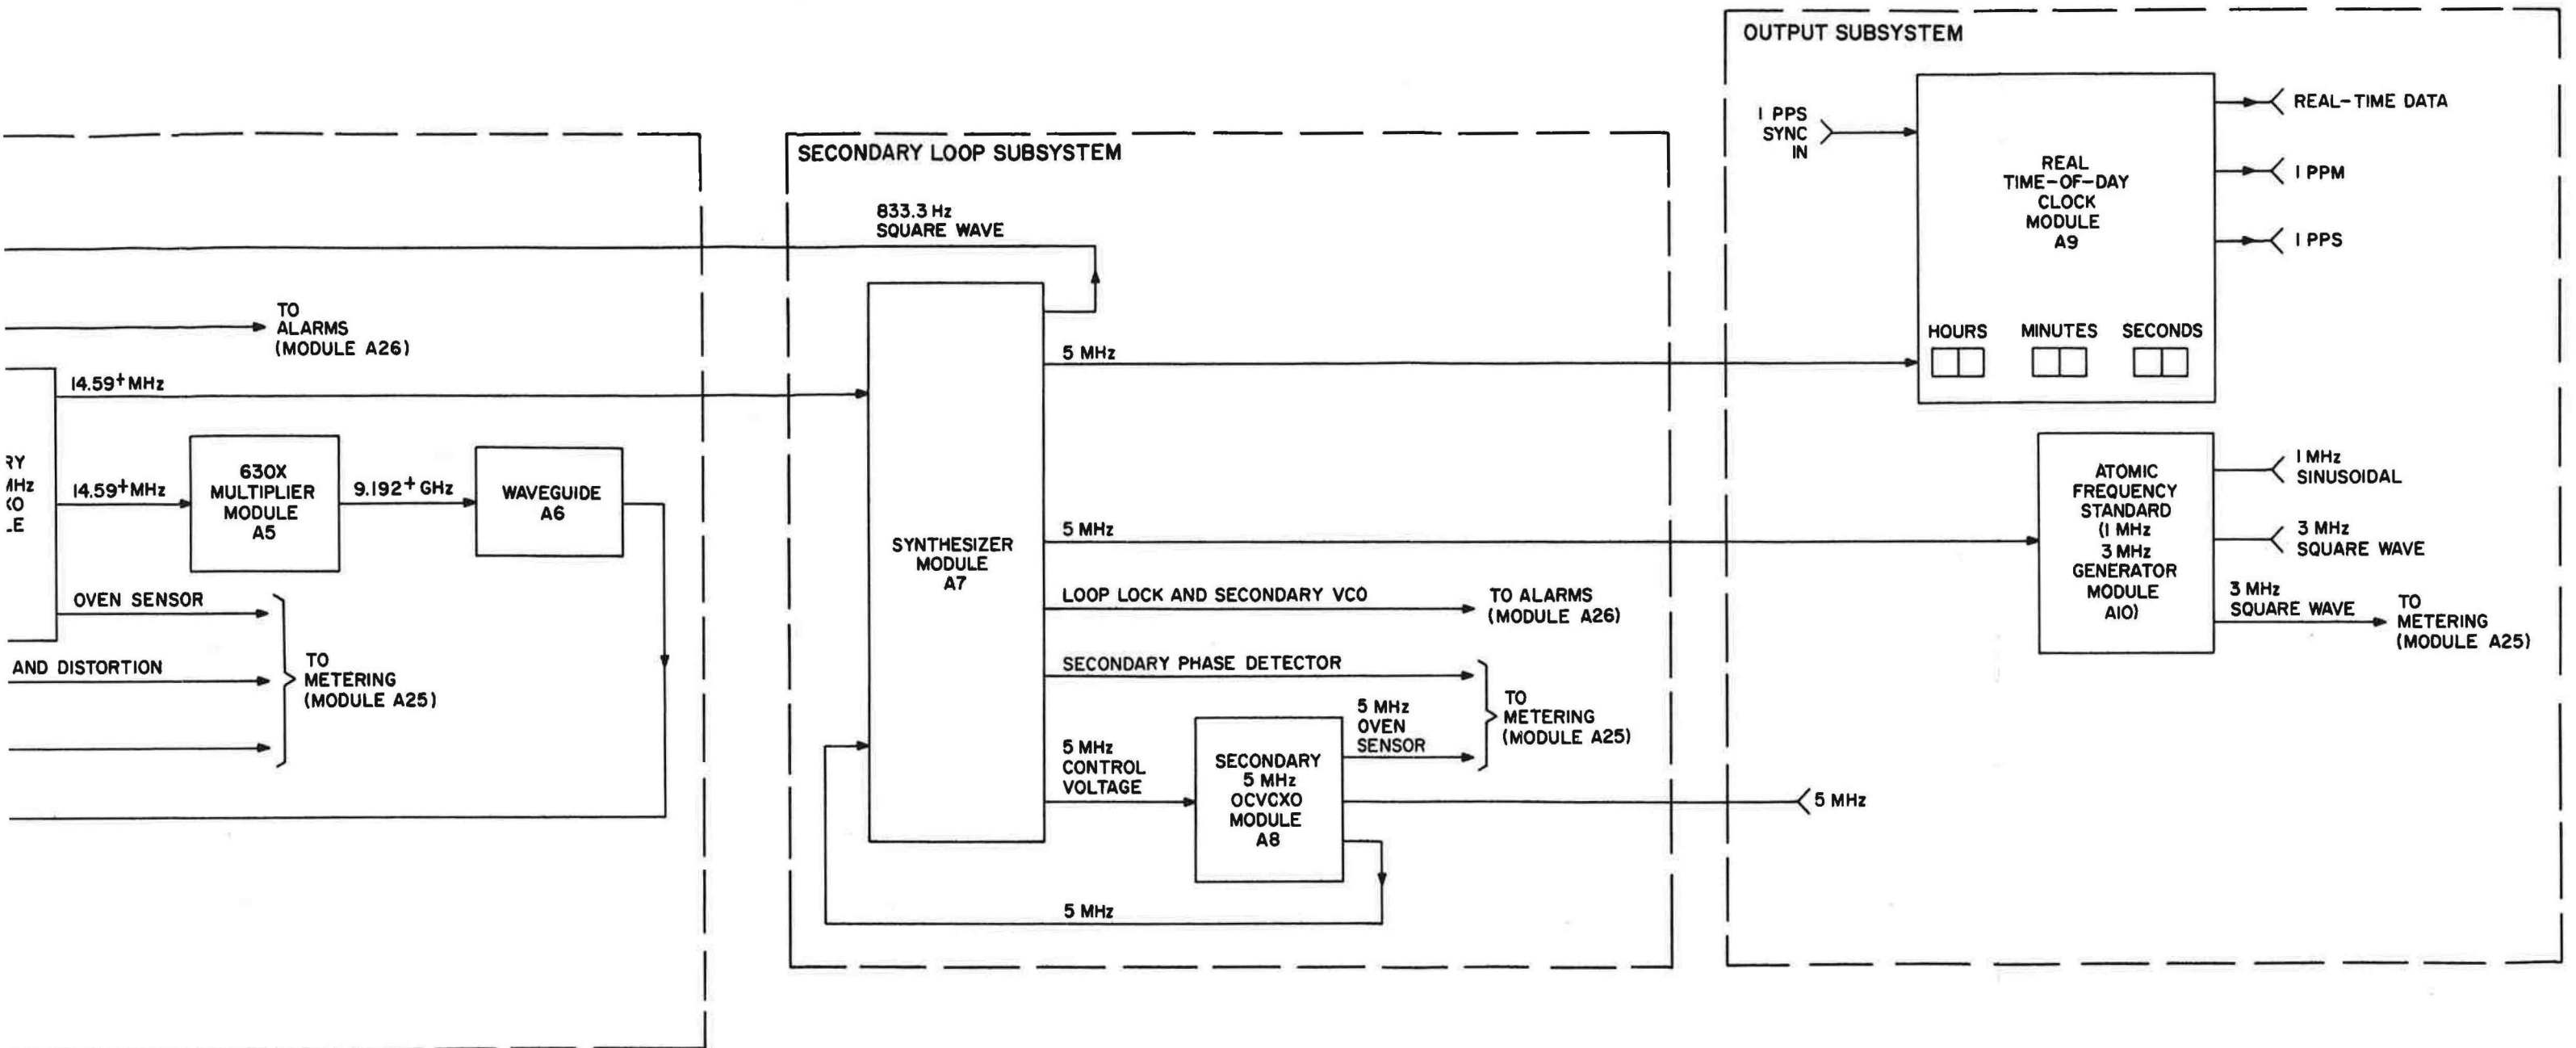 TO
ALARMS
(MODULE A26)
14.59+ MHz
14.59+ MHz
630X
MULTIPLIER
MODULE
A5
9.192+ GHz
WAVEGUIDE
A6
OVEN SENSOR
AND DISTORTION
TO
METERING
(MODULE A25)
SECONDARY LOOP SUBSYSTEM
833.3 Hz
SQUARE WAVE
SYNTHESIZER
MODULE
A7
5 MHz
5 MHz
LOOP LOCK AND SECONDARY VCO
TO ALARMS
(MODULE A26)
SECONDARY PHASE DETECTOR
5 MHz
OVEN
SENSOR
TO
METERING
(MODULE A25)
5 MHz
CONTROL
VOLTAGE
SECONDARY
5 MHz
OCVCXO
MODULE
A8
5 MHz
OUTPUT SUBSYSTEM
1 PPS
SYNC
IN
REAL
TIME-OF-DAY
CLOCK
MODULE
A9
HOURS MINUTES SECONDS
REAL-TIME DATA
1 PPM
1 PPS
ATOMIC
FREQUENCY
STANDARD
(1 MHz
3 MHz
GENERATOR
MODULE
A10)
1 MHz
SINUSOIDAL
3 MHz
SQUARE WAVE
3 MHz
SQUARE WAVE
TO
METERING
(MODULE A25)
5 MHz